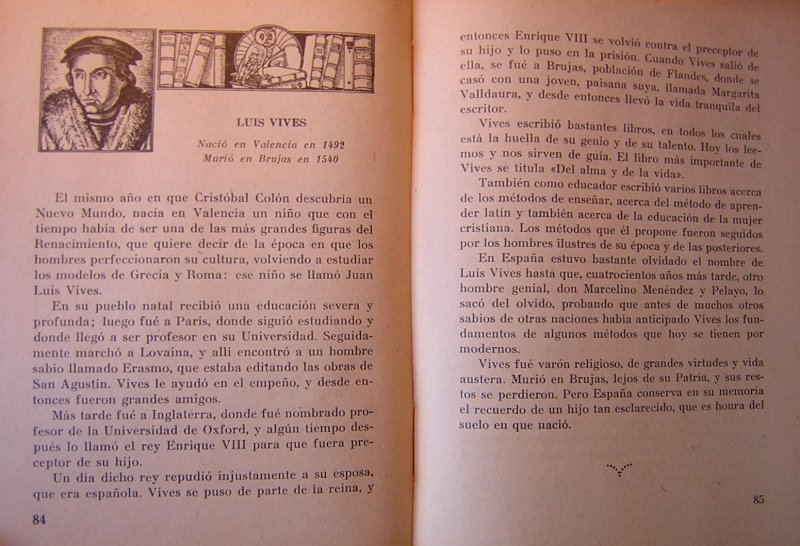 LUIS VIVES
Nació en Valencia en 1492
Murió en Brujas en 1540
El mismo año en que Cristóbal Colón descubría un
Nuevo Mundo, nacía en Valencia un niño que con el
tiempo había de ser una de las más grandes figuras del
Renacimiento, que quiere decir de la época en que los
hombres perfeccionaron su cultura, volviendo a estudiar
los modelos de Grecia y Roma: ese niño se llamó Juan
Luis Vives.
En su pueblo natal recibió una educación severa y
profunda; luego fué a París, donde siguió estudiando y
donde llegó a ser profesor en su Universidad. Seguida-
mente marchó a Lovaina, y allí encontró a un hombre
sabio llamado Erasmo, que estaba editando las obras de
San Agustín. Vives le ayudó en el empeño, y desde en-
tonces fueron grandes amigos.
Más tarde fué a Inglaterra, donde fué nombrado pro-
fesor de la Universidad de Oxford, y algún tiempo des-
pués lo llamó el rey Enrique VIII para que fuera pre-
ceptor de su hijo.
Un día dicho rey repudió injustamente a su esposa,
que era española. Vives se puso de parte de la reina, y
84
entonces Enrique VIII se volvió contra el preceptor de
su hijo y lo puso en la prisión. Cuando Vives salió de
ella, se fué a Brujas, población de Flandes, donde se
casó con una joven, paisana suya, llamada Margarita
Valldaura, y desde entonces llevó la vida tranquila del
escritor.
Vives escribió bastantes libros, en todos los cuales
está la huella de su genio y de su talento. Hoy los lee-
mos y nos sirven de guía. El libro más importante de
Vives se titula «Del alma y de la vida».
También como educador escribió varios libros acerca
de los métodos de enseñar, acerca del método de apren-
der latín y también acerca de la educación de la mujer
cristiana. Los métodos que él propone fueron seguidos
por los hombres ilustres de su época y de las posteriores.
En España estuvo bastante olvidado el nombre de
Luis Vives hasta que, cuatrocientos años más tarde, otro
hombre genial, don Marcelino Menéndez y Pelayo, lo
sacó del olvido, probando que antes de muchos otros
sabios de otras naciones había anticipado Vives los fun-
damentos de algunos métodos que hoy se tienen por
modernos.
Vives fué varón religioso, de grandes virtudes y vida
austera. Murió en Brujas, lejos de su Patria, y sus res-
tos se perdieron. Pero España conserva en su memoria
el recuerdo de un hijo tan esclarecido, que es honra del
suelo en que nació.
85